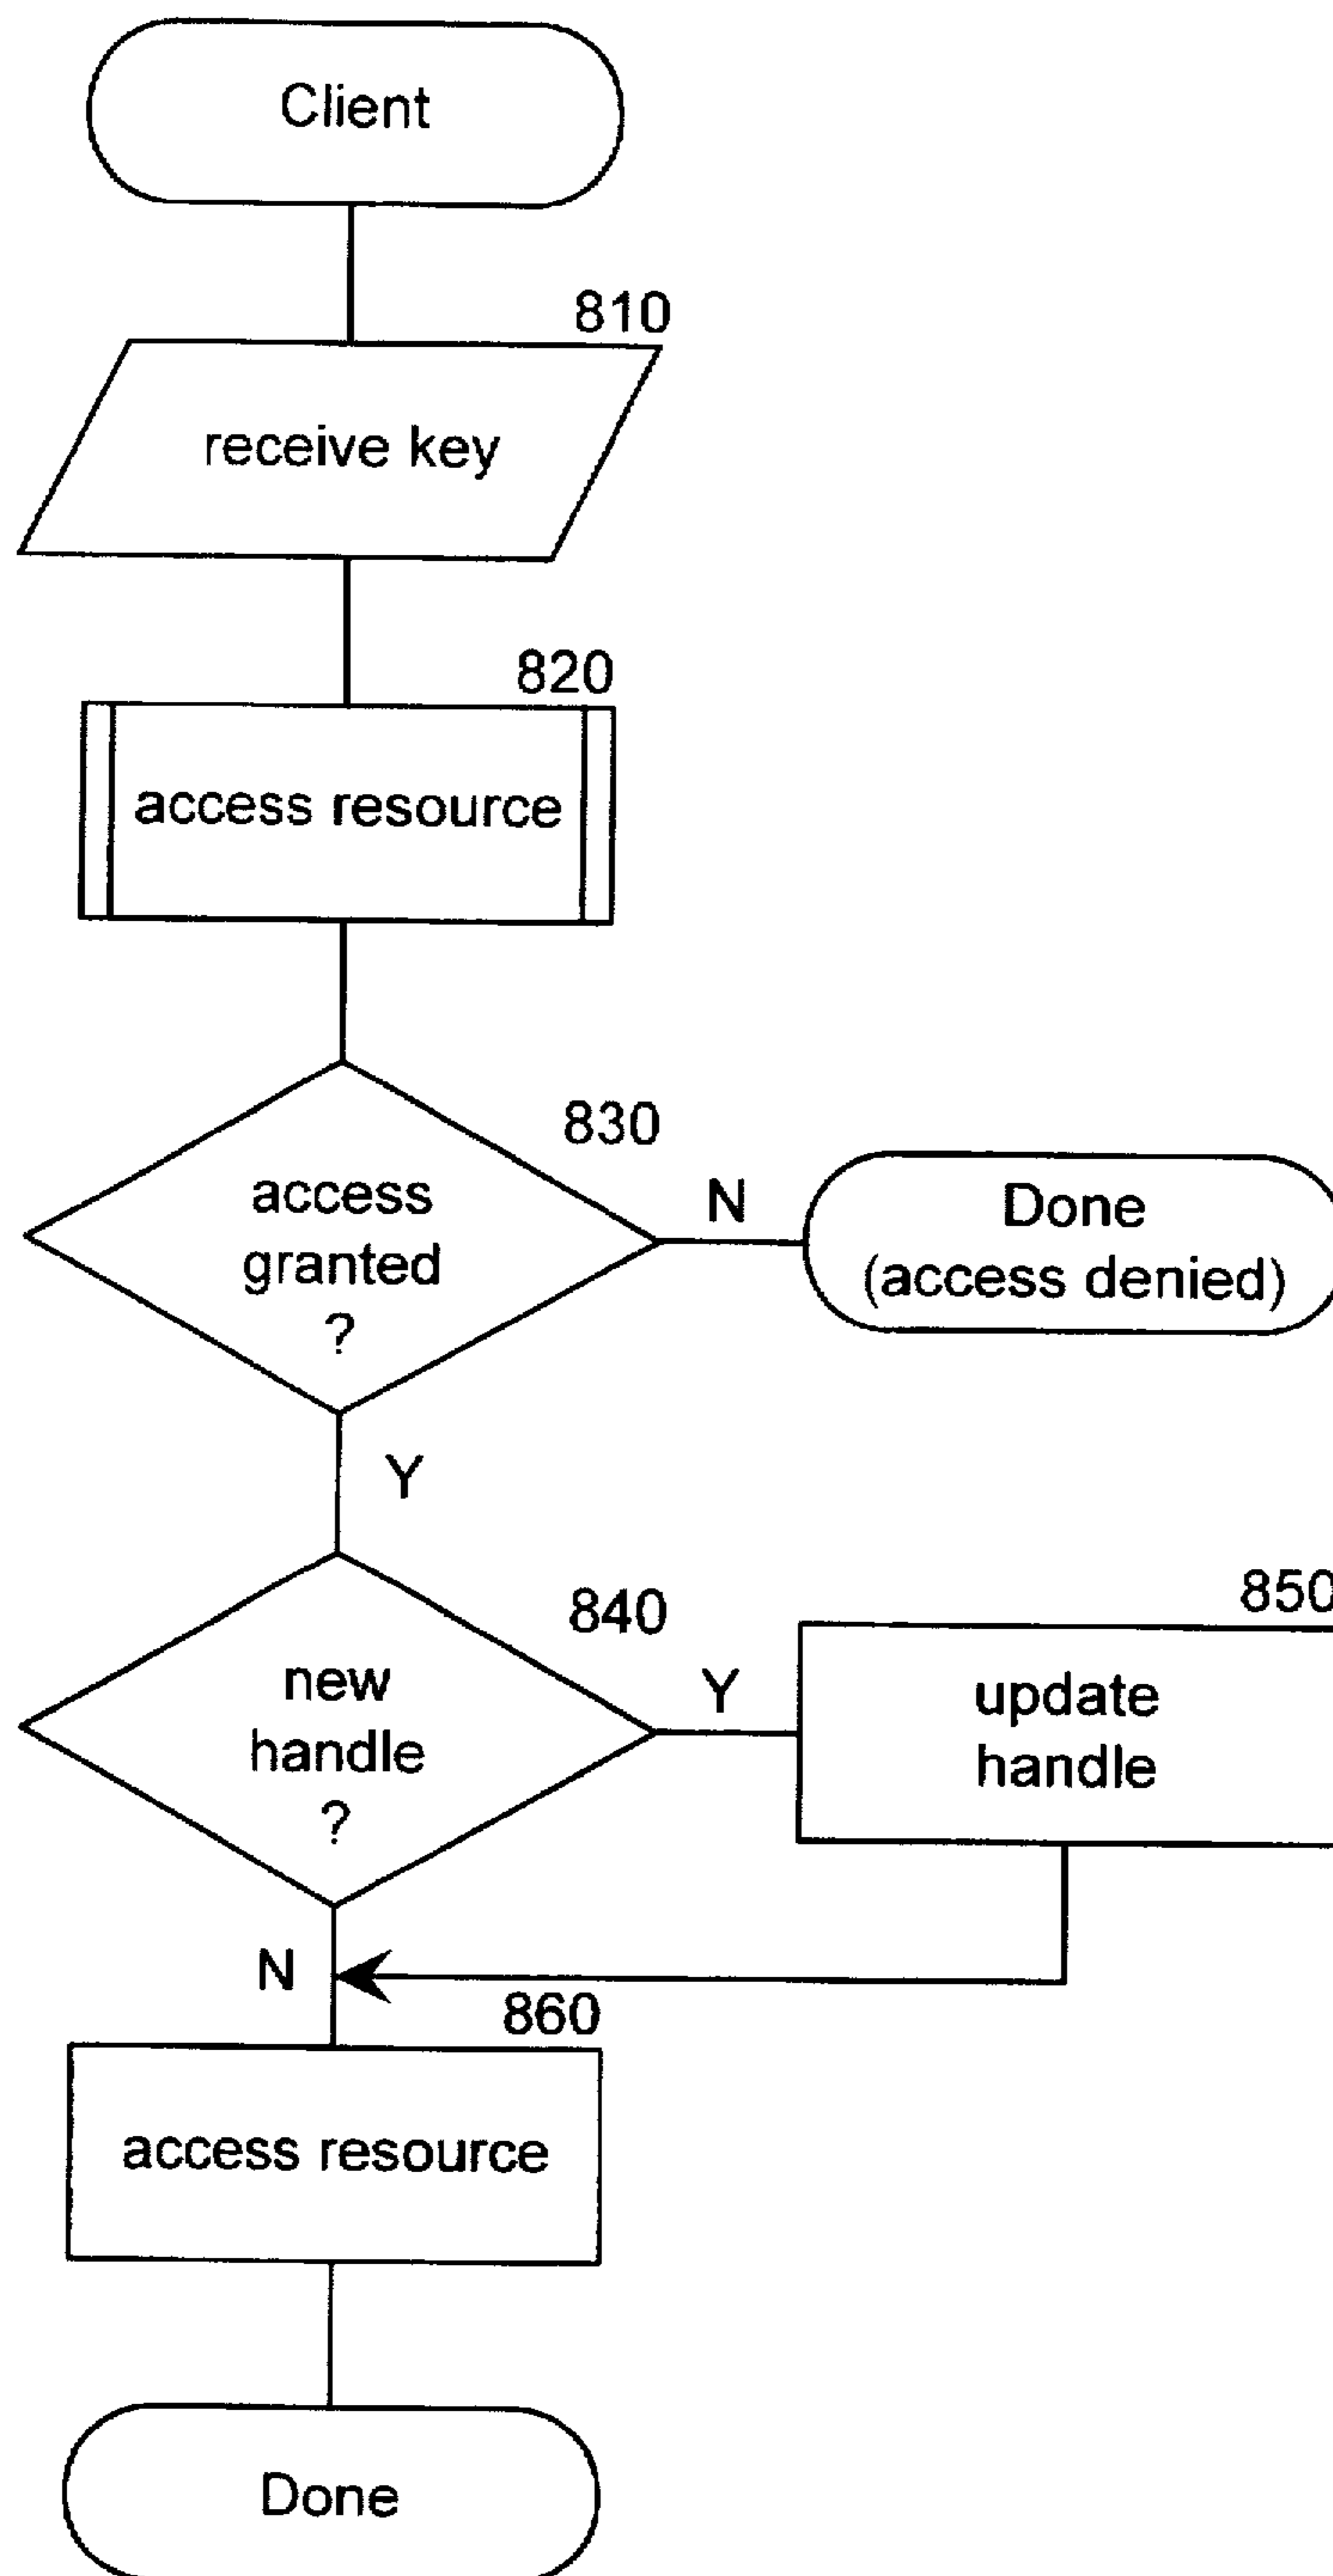 Client
810
receive key
820
access resource
830
access
granted
?
N
Done
(access denied)
Y
840
new
handle
?
Y
850
update
handle
N
860
access resource
Done